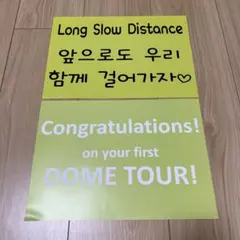 Long Slow Distance
앞으로도 우리
함께 걸어가자♡
Congratulations!
on your first
DOME TOUR!